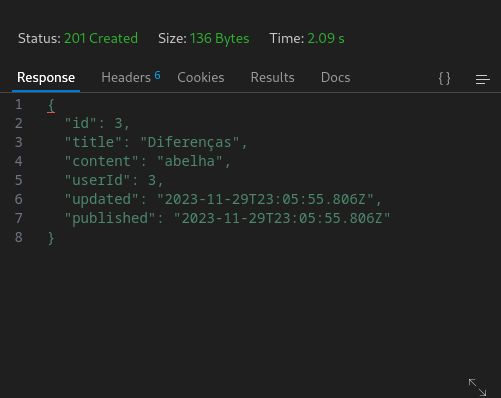 Status: 201 Created Size: 136 Bytes Time: 2.09 s
Response Headers 6 Cookies Results Docs { }
1 {
2 "id": 3,
3 "title": "Diferenças",
4 "content": "abelha",
5 "userId": 3,
6 "updated": "2023-11-29T23:05:55.806Z",
7 "published": "2023-11-29T23:05:55.806Z"
8 }